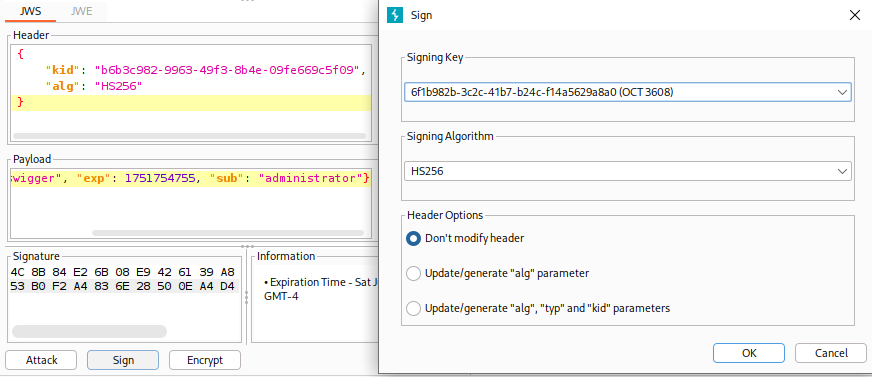 JWS
JWE
Header
{
"kid": "b6b3c982-9963-49f3-8b4e-09fe669c5f09",
"alg": "HS256"
}
Payload
swigger", "exp": 1751754755, "sub": "administrator"}
Signature
4C 8B 84 E2 6B 08 E9 42 61 39 A8
53 B0 F2 A4 83 6E 28 50 0E A4 D4
Information
• Expiration Time - Sat J
GMT-4
Attack
Sign
Encrypt
Sign
Signing Key
6f1b982b-3c2c-41b7-b24c-f14a5629a8a0 (OCT 3608)
Signing Algorithm
HS256
Header Options
Don't modify header
Update/generate "alg" parameter
Update/generate "alg", "typ" and "kid" parameters
OK
Cancel